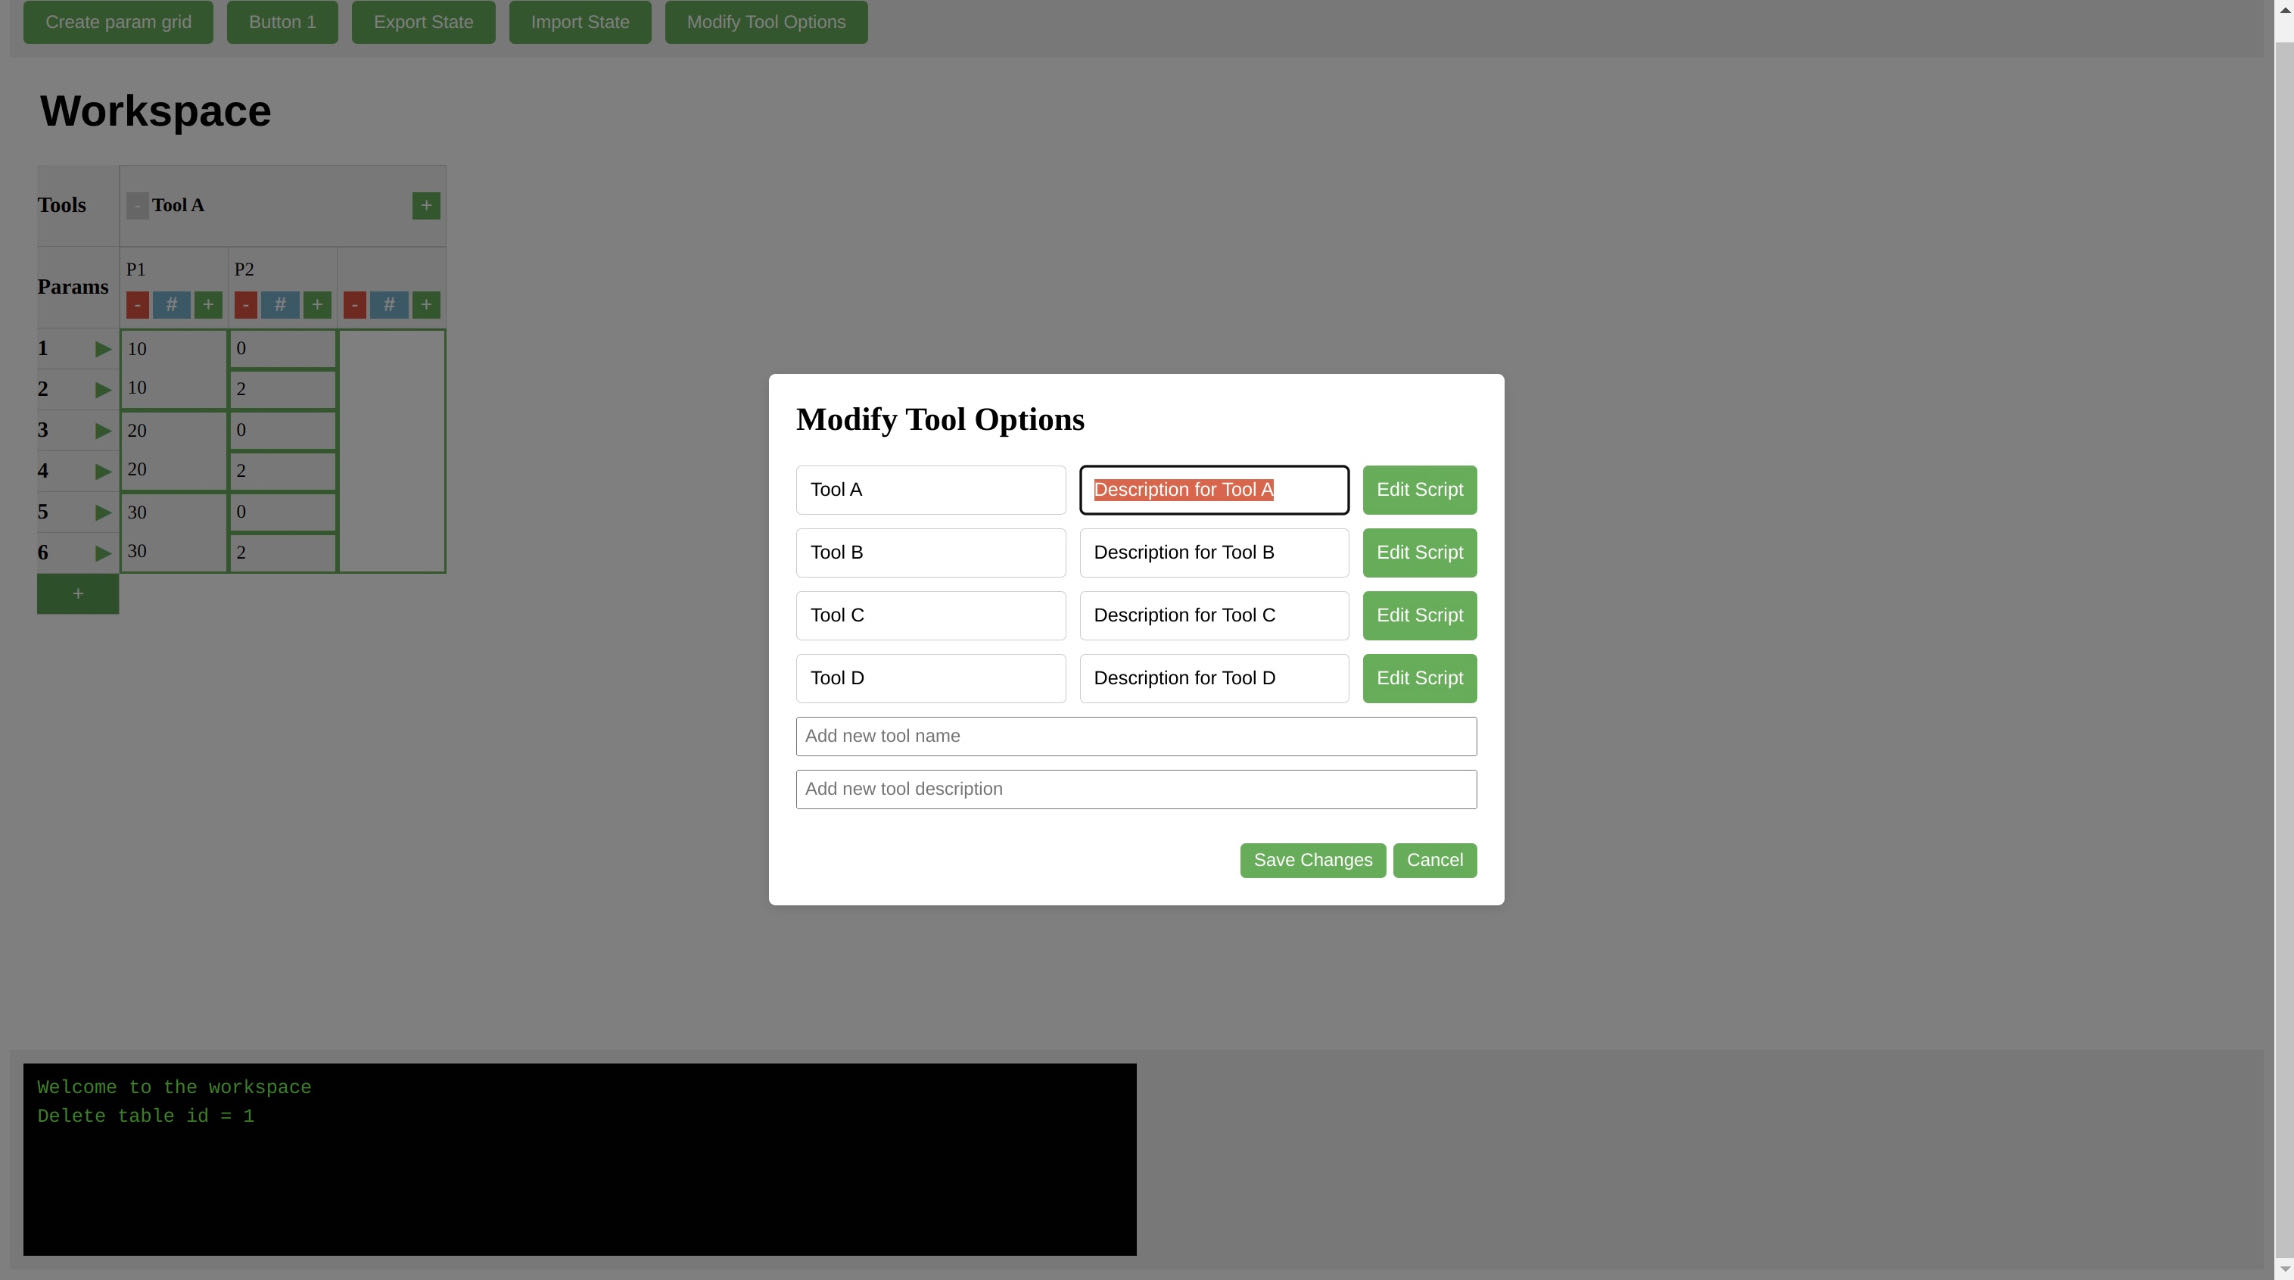 Create param grid Button 1 Export State Import State Modify Tool Options
Workspace
Tools - Tool A +
P1 P2
Params - # + - # + - # +
1 ▶ 10 0
2 ▶ 10 2
3 ▶ 20 0
4 ▶ 20 2
5 ▶ 30 0
6 ▶ 30 2
+
Modify Tool Options
Tool A Description for Tool A Edit Script
Tool B Description for Tool B Edit Script
Tool C Description for Tool C Edit Script
Tool D Description for Tool D Edit Script
Add new tool name
Add new tool description
Save Changes Cancel
Welcome to the workspace
Delete table id = 1